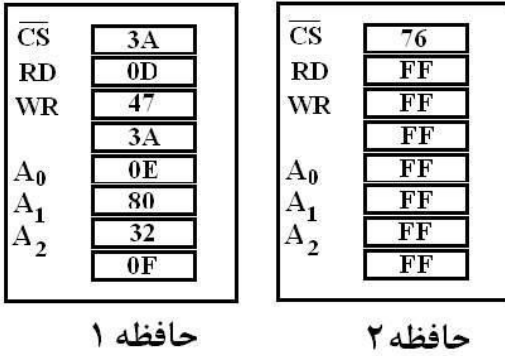 CS 3A
RD 0D
WR 47
3A
A0 0E
A1 80
A2 32
0F
حافظه ۱
CS 76
RD FF
WR FF
FF
A0 FF
A1 FF
A2 FF
FF
حافظه ۲